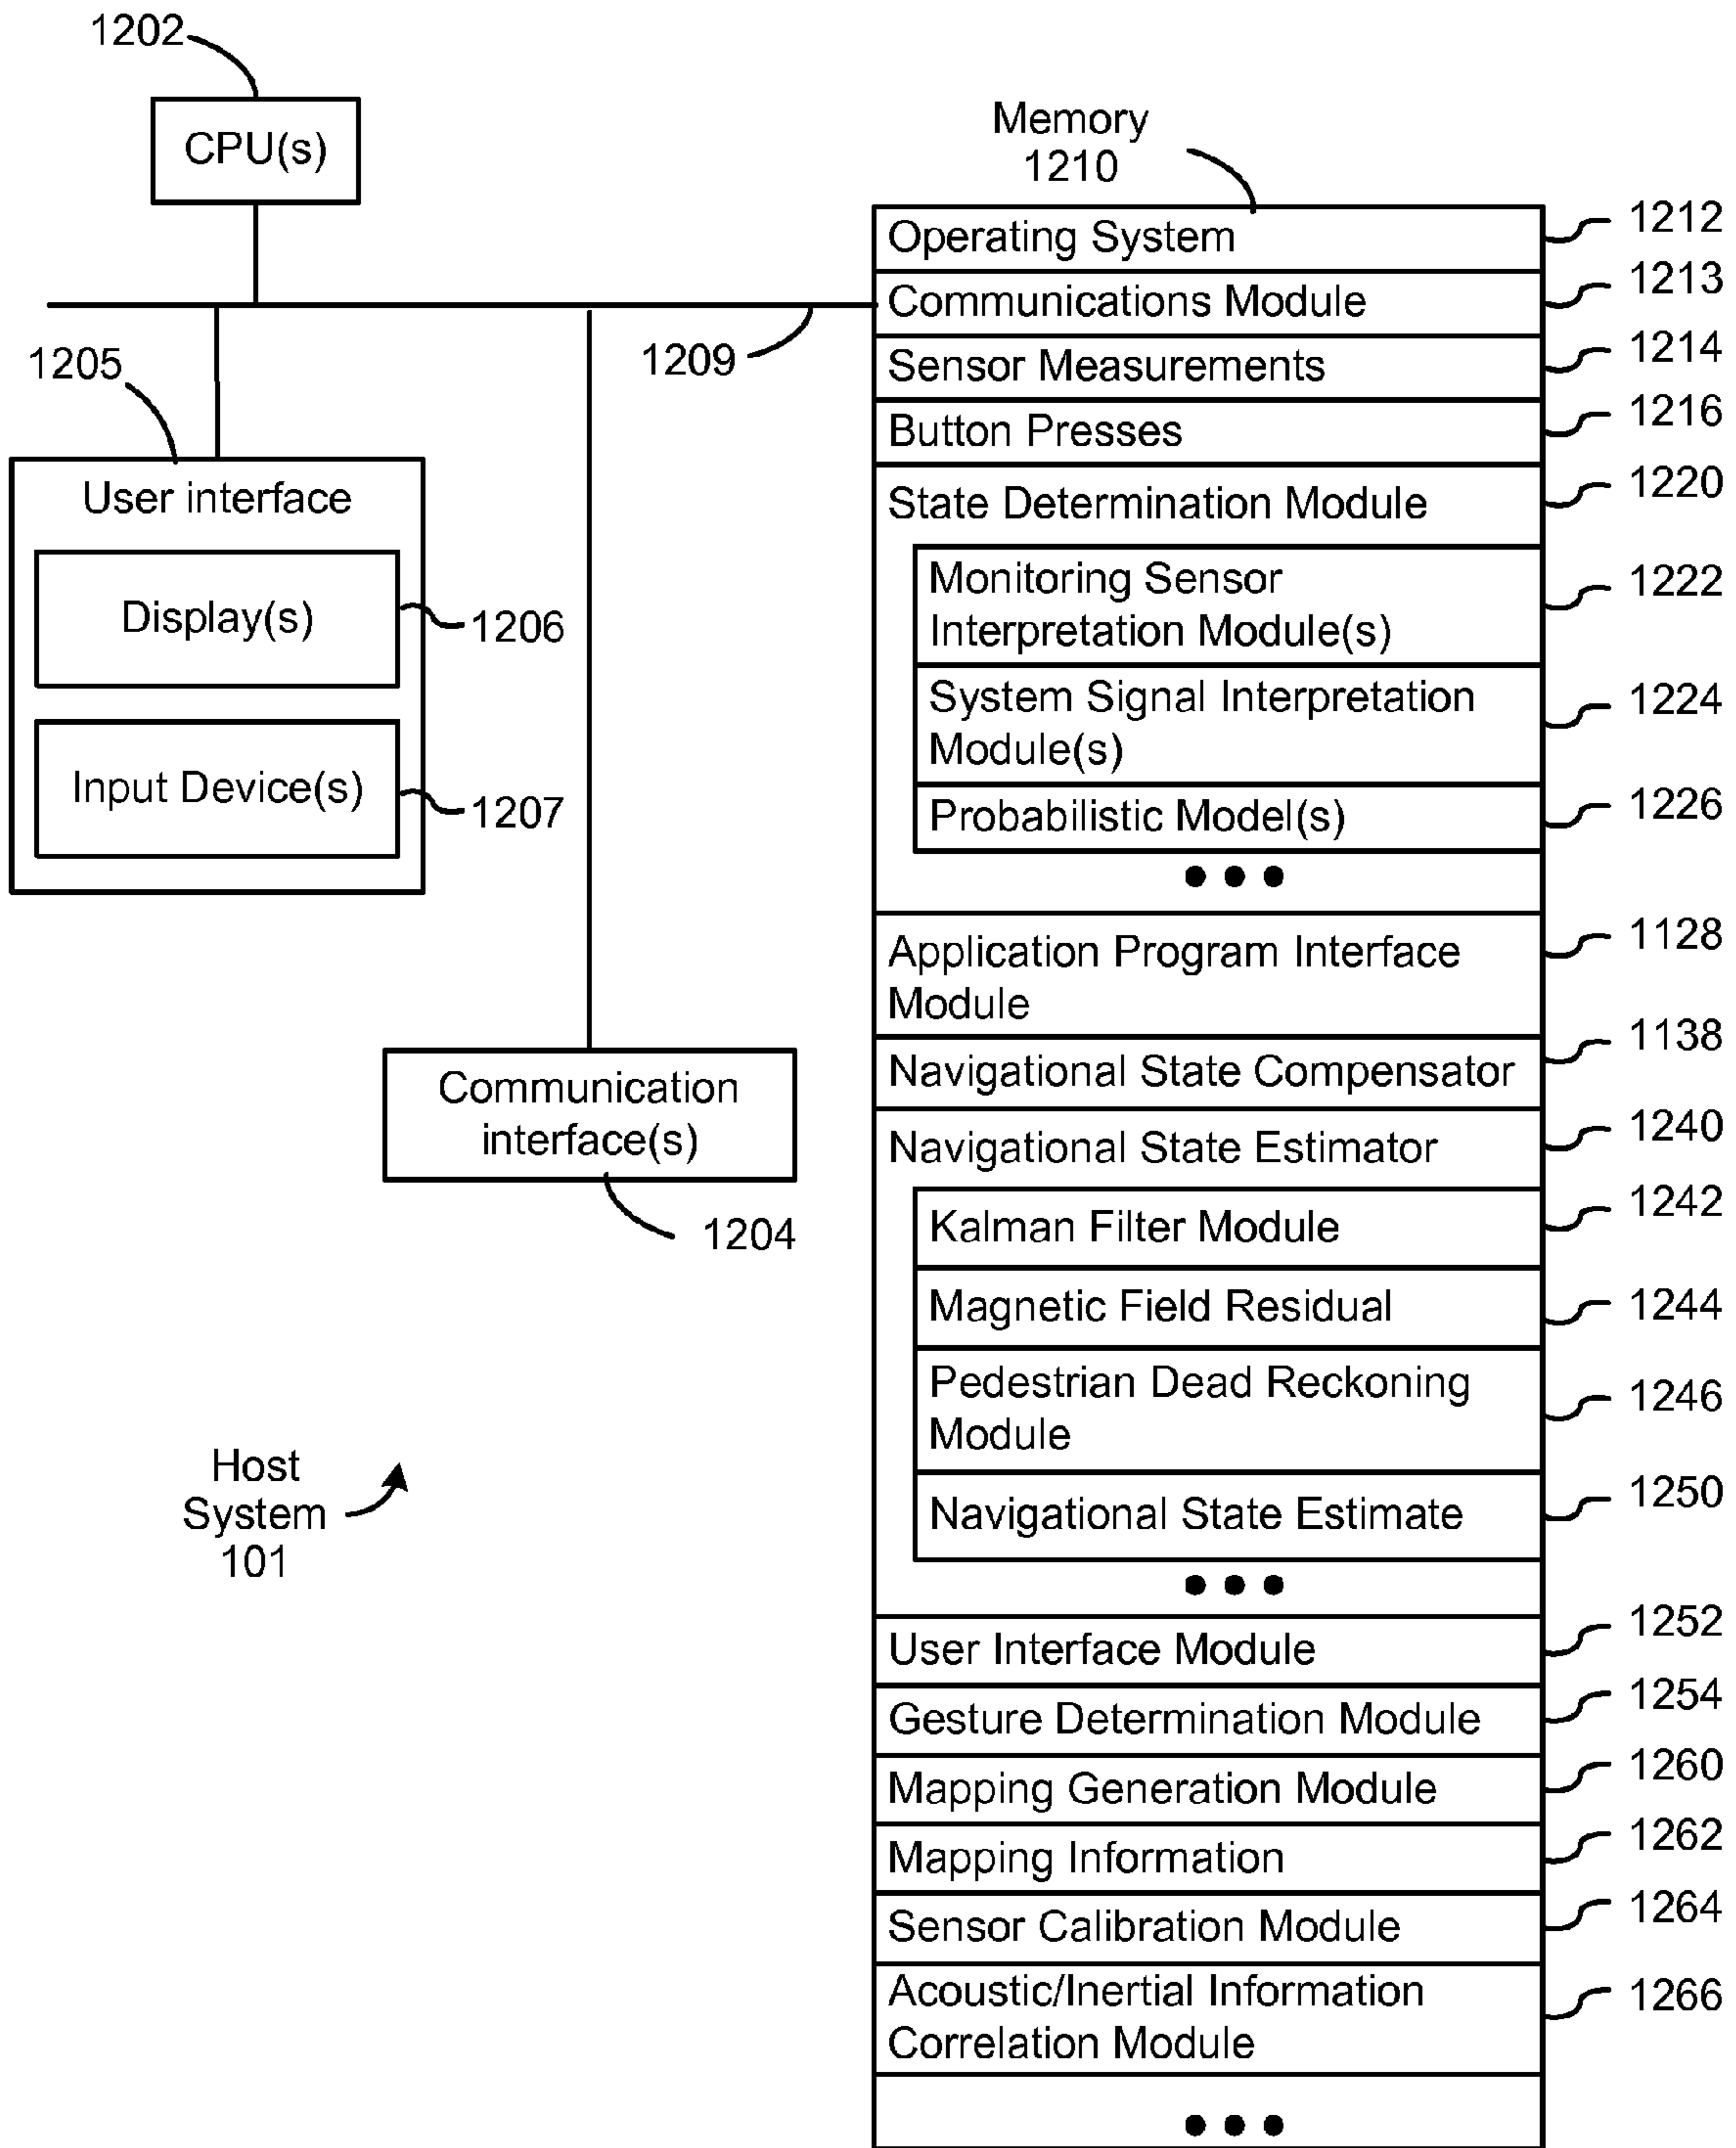 1202
CPU(s)
1205
User interface
Display(s)
1206
Input Device(s)
1207
1209
Communication
interface(s)
1204
Host
System
101
Memory
1210
Operating System
1212
Communications Module
1213
Sensor Measurements
1214
Button Presses
1216
State Determination Module
1220
Monitoring Sensor
Interpretation Module(s)
1222
System Signal Interpretation
Module(s)
1224
Probabilistic Model(s)
1226
Application Program Interface
Module
1128
Navigational State Compensator
1138
Navigational State Estimator
1240
Kalman Filter Module
1242
Magnetic Field Residual
1244
Pedestrian Dead Reckoning
Module
1246
Navigational State Estimate
1250
User Interface Module
1252
Gesture Determination Module
1254
Mapping Generation Module
1260
Mapping Information
1262
Sensor Calibration Module
1264
Acoustic/Inertial Information
Correlation Module
1266